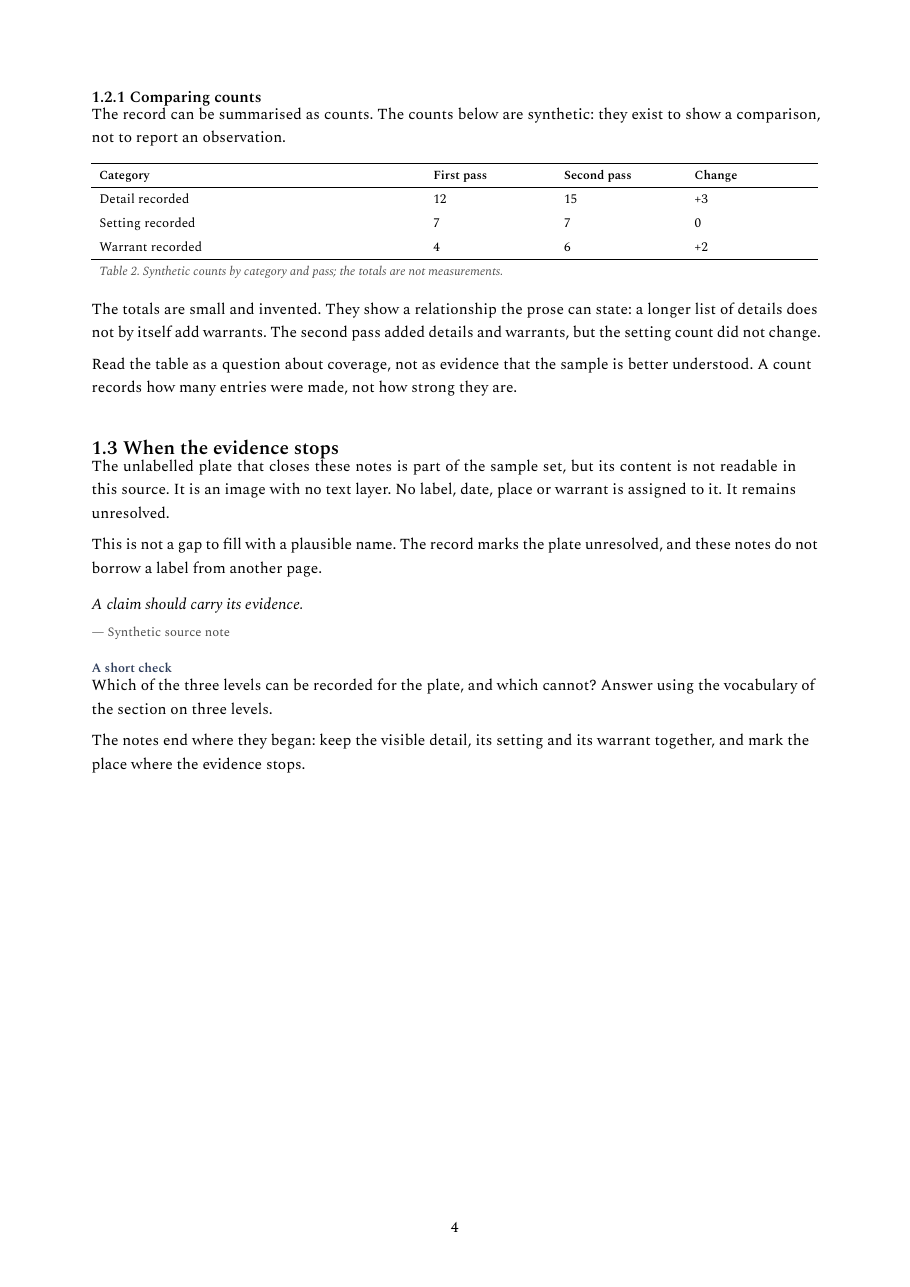 1.2.1 Comparing counts
The record can be summarised as counts. The counts below are synthetic: they exist to show a comparison,
not to report an observation.
Category First pass Second pass Change
Detail recorded 12 15 +3
Setting recorded 7 7 0
Warrant recorded 4 6 +2
Table 2. Synthetic counts by category and pass; the totals are not measurements.
The totals are small and invented. They show a relationship the prose can state: a longer list of details does
not by itself add warrants. The second pass added details and warrants, but the setting count did not change.
Read the table as a question about coverage, not as evidence that the sample is better understood. A count
records how many entries were made, not how strong they are.
1.3 When the evidence stops
The unlabelled plate that closes these notes is part of the sample set, but its content is not readable in
this source. It is an image with no text layer. No label, date, place or warrant is assigned to it. It remains
unresolved.
This is not a gap to fill with a plausible name. The record marks the plate unresolved, and these notes do not
borrow a label from another page.
A claim should carry its evidence.
— Synthetic source note
A short check
Which of the three levels can be recorded for the plate, and which cannot? Answer using the vocabulary of
the section on three levels.
The notes end where they began: keep the visible detail, its setting and its warrant together, and mark the
place where the evidence stops.
4